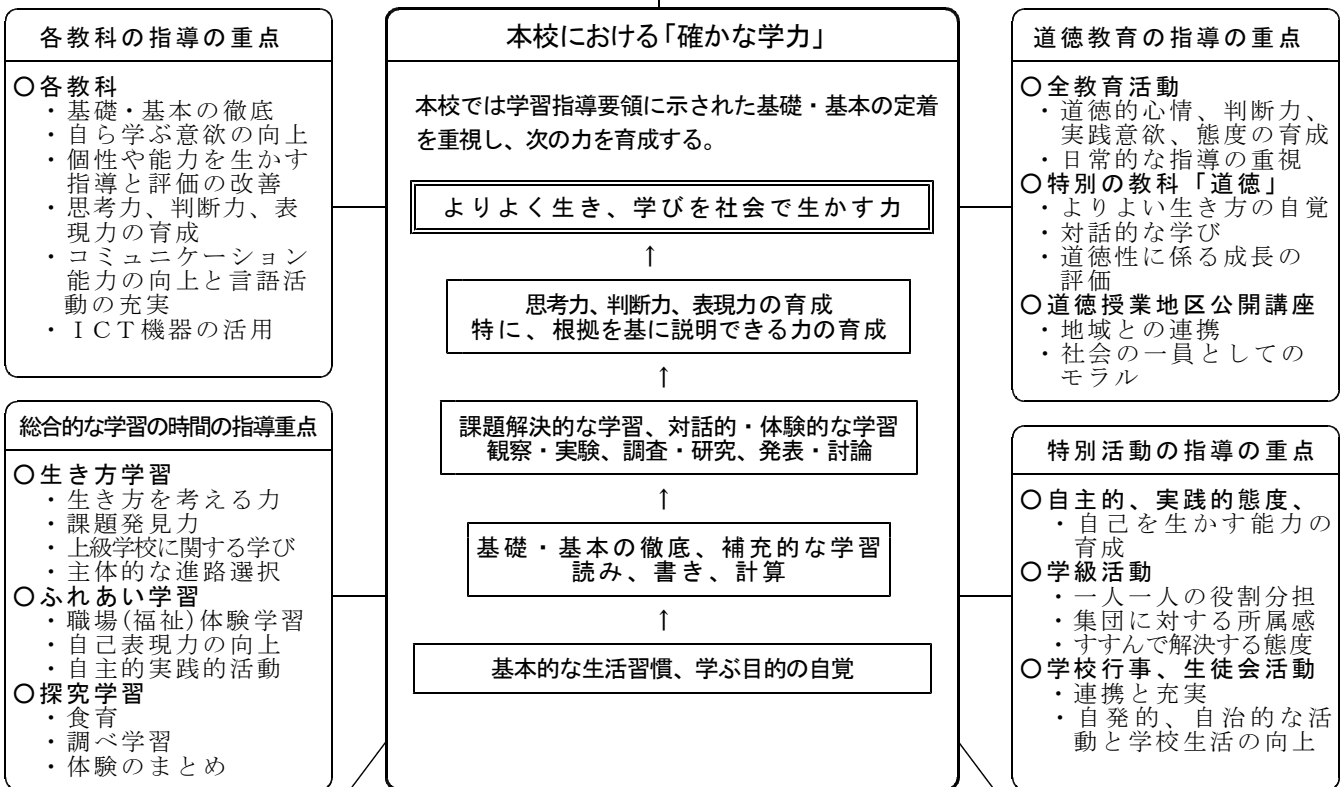 各教科の指導の重点
○各教科
・基礎・基本の徹底
・自ら学ぶ意欲の向上
・個性や能力を生かす
指導と評価の改善
・思考力、判断力、表
現力の育成
・コミュニケーション
能力の向上と言語活
動の充実
・ＩＣＴ機器の活用
総合的な学習の時間の指導重点
○生き方学習
・生き方を考える力
・課題発見力
・上級学校に関する学び
・主体的な進路選択
○ふれあい学習
・職場(福祉)体験学習
・自己表現力の向上
・自主的実践的活動
○探究学習
・食育
・調べ学習
・体験のまとめ
本校における「確かな学力」
本校では学習指導要領に示された基礎・基本の定着
を重視し、次の力を育成する。
よりよく生き、学びを社会で生かす力
↑
思考力、判断力、表現力の育成
特に、根拠を基に説明できる力の育成
↑
課題解決的な学習、対話的・体験的な学習
観察・実験、調査・研究、発表・討論
↑
基礎・基本の徹底、補充的な学習
読み、書き、計算
↑
基本的な生活習慣、学ぶ目的の自覚
道徳教育の指導の重点
○全教育活動
・道徳的心情、判断力、
実践意欲、態度の育成
・日常的な指導の重視
○特別の教科「道徳」
・よりよい生き方の自覚
・対話的な学び
・道徳性に係る成長の
評価
○道徳授業地区公開講座
・地域との連携
・社会の一員としての
モラル
特別活動の指導の重点
○自主的、実践的態度、
・自己を生かす能力の
育成
○学級活動
・一人一人の役割分担
・集団に対する所属感
・すすんで解決する態度
○学校行事、生徒会活動
・連携と充実
・自発的、自治的な活
動と学校生活の向上